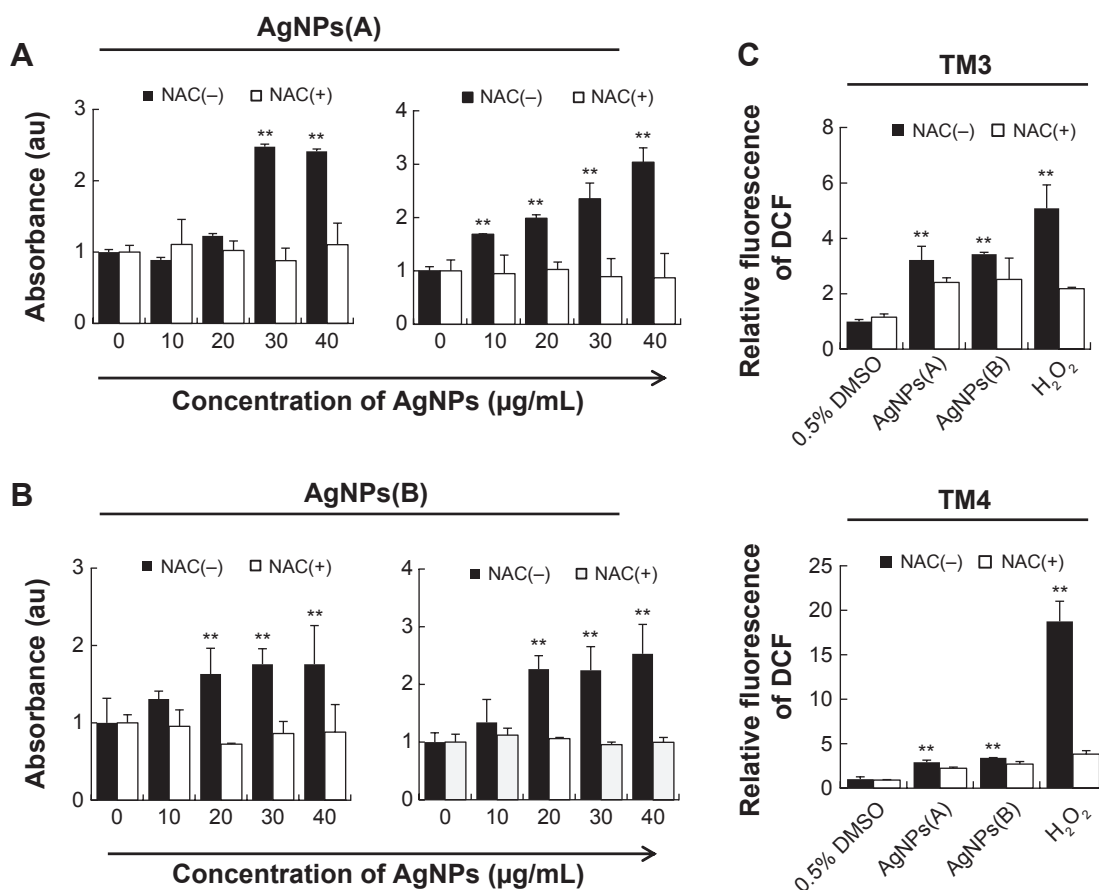 A
AgNPs(A)
NAC(–) NAC(+)
3
2
1
0
Absorbance (au)
0 10 20 30 40
NAC(–) NAC(+)
4
3
2
1
0
0 10 20 30 40
** **
** ** ** **
Concentration of AgNPs (µg/mL)
B
AgNPs(B)
NAC(–) NAC(+)
3
2
1
0
Absorbance (au)
0 10 20 30 40
NAC(–) NAC(+)
4
3
2
1
0
0 10 20 30 40
** ** **
** ** **
Concentration of AgNPs (µg/mL)
C
TM3
NAC(–) NAC(+)
8
6
4
2
0
Relative fluorescence
of DCF
** ** **
0.5% DMSO
AgNPs(A)
AgNPs(B)
H₂O₂
TM4
NAC(–) NAC(+)
25
20
15
10
5
0
Relative fluorescence
of DCF
** ** **
0.5% DMSO
AgNPs(A)
AgNPs(B)
H₂O₂